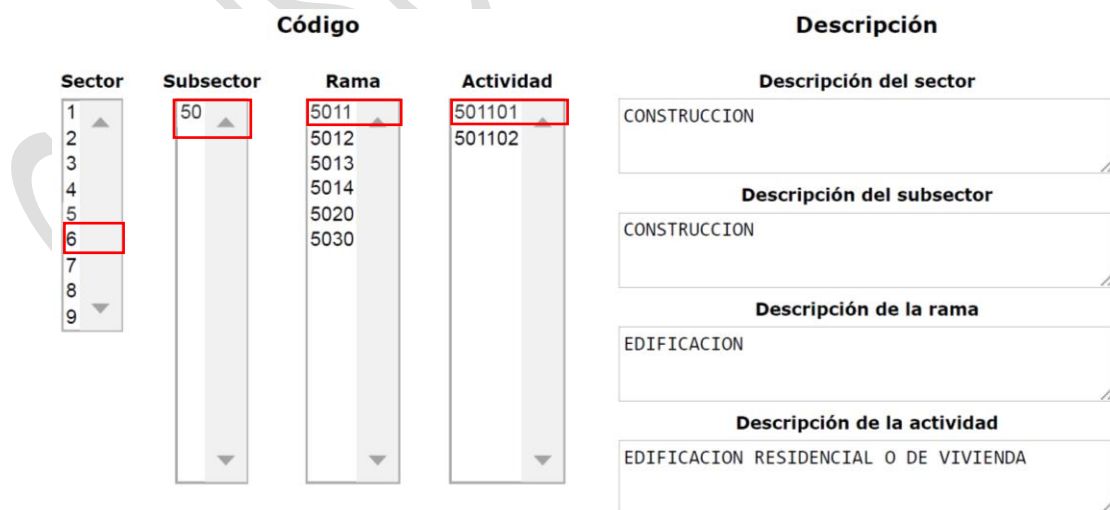 Código Descripción
Sector Subsector Rama Actividad Descripción del sector
1 50 5011 501101 CONSTRUCCION
2 5012 501102
3 5013
4 5014
5 5020
6 5030
7
8
9
Descripción del subsector
CONSTRUCCION
Descripción de la rama
EDIFICACION
Descripción de la actividad
EDIFICACION RESIDENCIAL O DE VIVIENDA